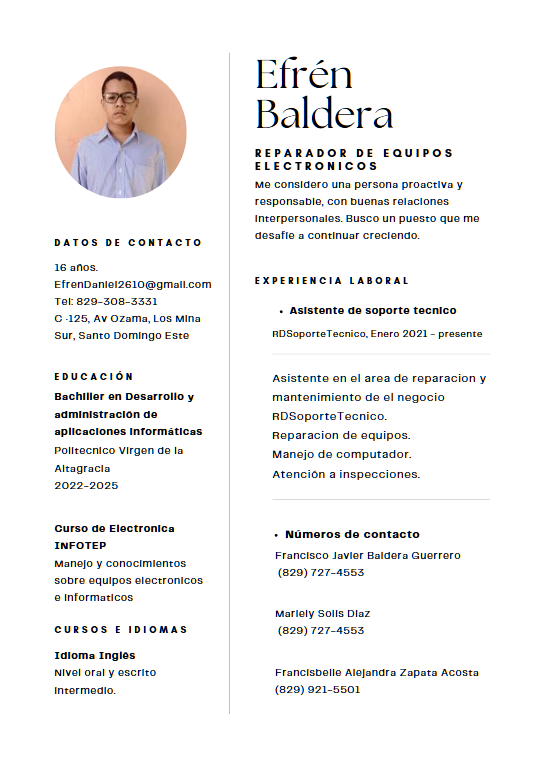 Efrén
Baldera
REPARADOR DE EQUIPOS
ELECTRONICOS
Me considero una persona proactiva y
responsable, con buenas relaciones
interpersonales. Busco un puesto que me
desafíe a continuar creciendo.
DATOS DE CONTACTO
16 años.
EfrenDaniel2610@gmail.com
Tel: 829-308-3331
C ·125, Av Ozama, Los Mina
Sur, Santo Domingo Este
EDUCACIÓN
Bachiller en Desarrollo y
administración de
aplicaciones informáticas
Politecnico Virgen de la
Altagracia
2022-2025
Curso de Electronica
INFOTEP
Manejo y conocimientos
sobre equipos electronicos
e informaticos
CURSOS E IDIOMAS
Idioma Inglés
Nivel oral y escrito
intermedio.
EXPERIENCIA LABORAL
• Asistente de soporte tecnico
RDSoporteTecnico, Enero 2021 - presente
Asistente en el area de reparacion y
mantenimiento de el negocio
RDSoporteTecnico.
Reparacion de equipos.
Manejo de computador.
Atención a inspecciones.
• Números de contacto
Francisco Javier Baldera Guerrero
(829) 727-4553
Mariely Solis Diaz
(829) 727-4553
Francisbelle Alejandra Zapata Acosta
(829) 921-5501